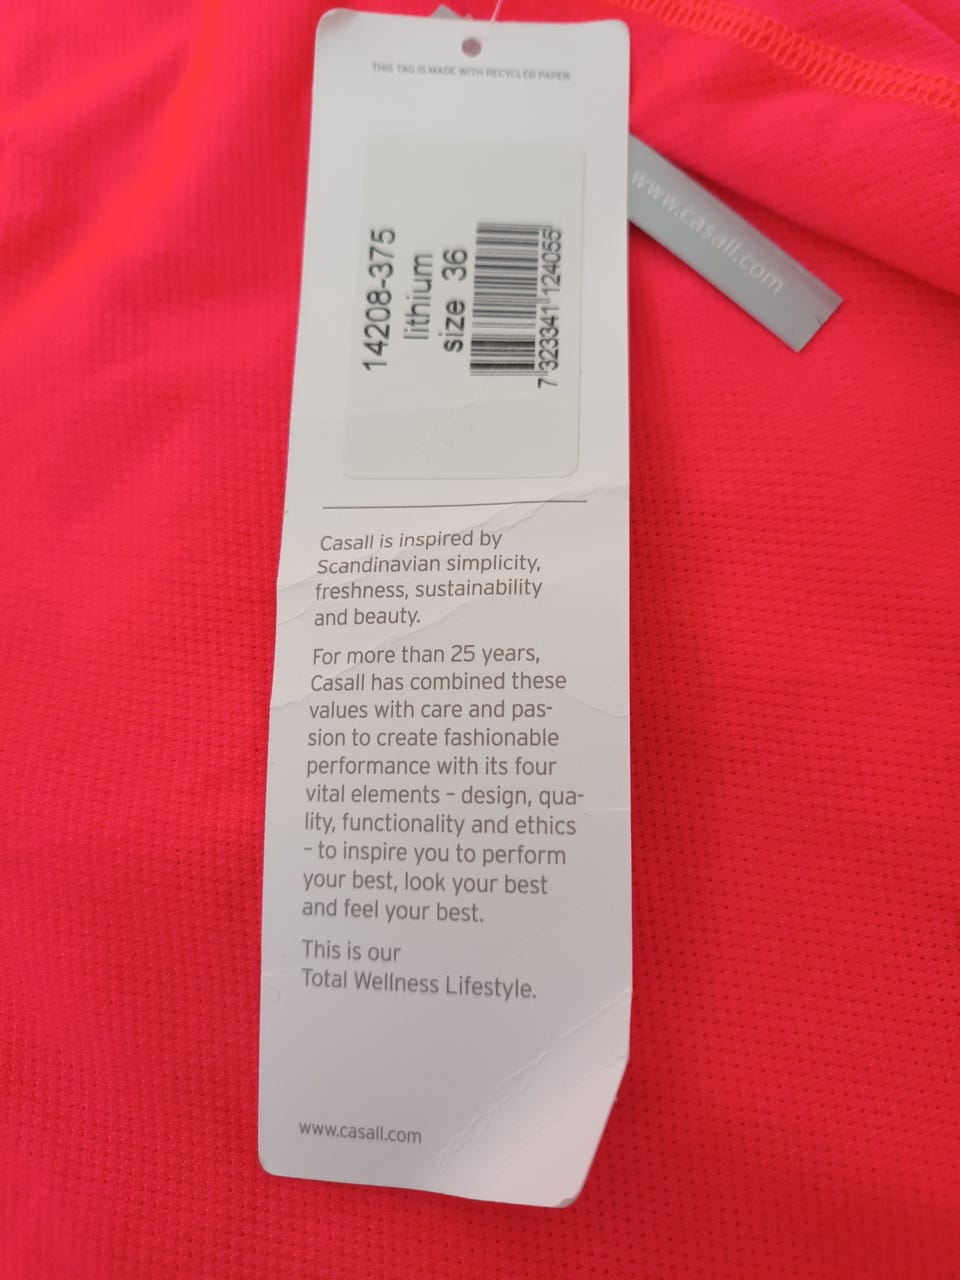 THIS TAG IS MADE WITH RECYCLED PAPER
14208-375
lithium
size 36
7 323341 124055
www.casall.com
Casall is inspired by
Scandinavian simplicity,
freshness, sustainability
and beauty.
For more than 25 years,
Casall has combined these
values with care and pas-
sion to create fashionable
performance with its four
vital elements – design, qua-
lity, functionality and ethics
– to inspire you to perform
your best, look your best
and feel your best.
This is our
Total Wellness Lifestyle.
www.casall.com